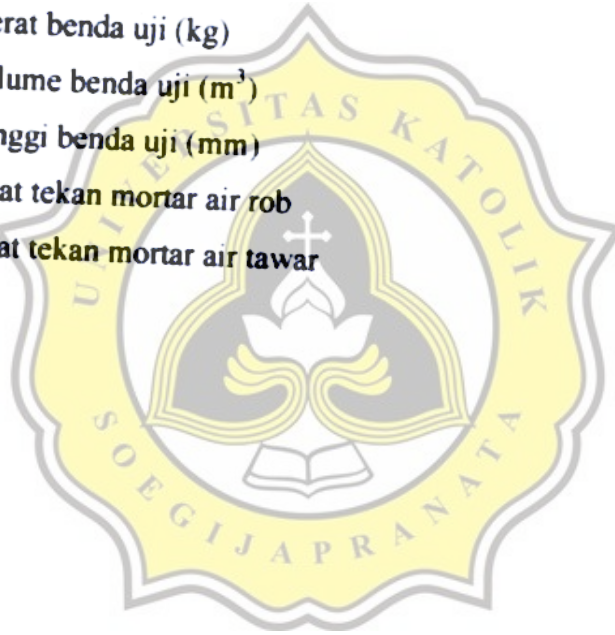 erat benda uji (kg)
lume benda uji (m³)
nggi benda uji (mm)
at tekan mortar air rob
at tekan mortar air tawar
UNIVERSITAS KATOLIK
SOEGIJAPRANATA